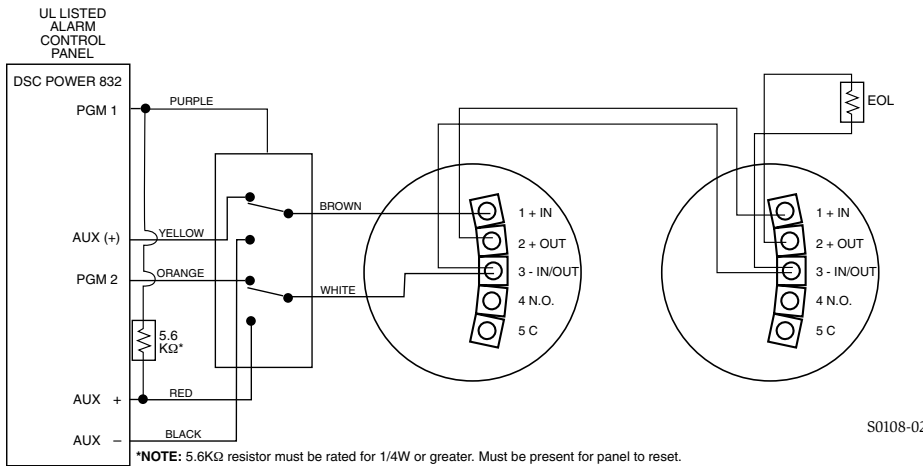 UL LISTED
ALARM
CONTROL
PANEL
DSC POWER 832
PGM 1
PURPLE
AUX (+)
YELLOW
PGM 2
ORANGE
5.6
KΩ*
AUX +
RED
AUX –
BLACK
BROWN
WHITE
1 + IN
2 + OUT
3 - IN/OUT
4 N.O.
5 C
1 + IN
2 + OUT
3 - IN/OUT
4 N.O.
5 C
EOL
S0108-02
*NOTE: 5.6KΩ resistor must be rated for 1/4W or greater. Must be present for panel to reset.